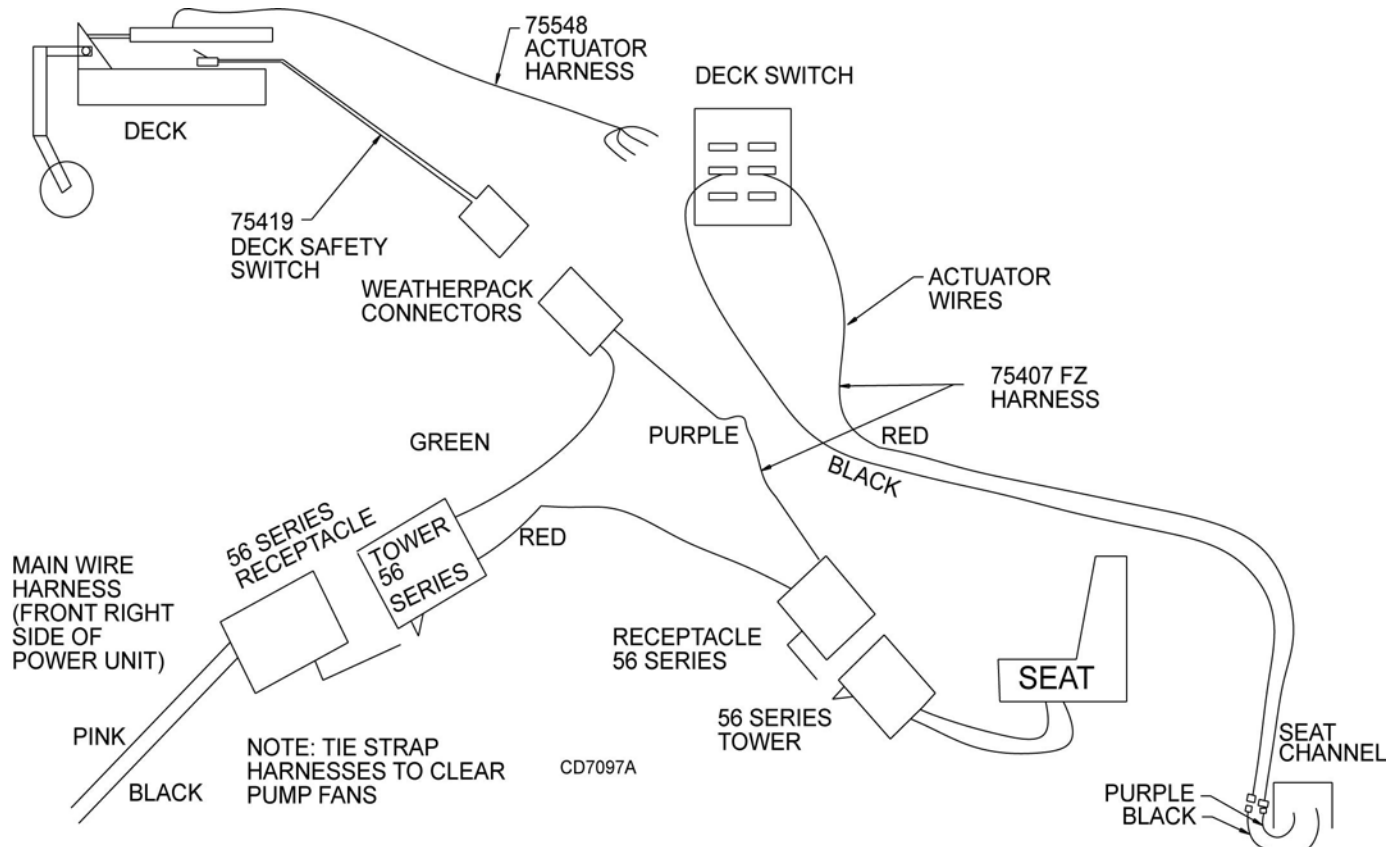 75548
ACTUATOR
HARNESS
DECK SWITCH
DECK
75419
DECK SAFETY
SWITCH
WEATHERPACK
CONNECTORS
ACTUATOR
WIRES
75407 FZ
HARNESS
GREEN
PURPLE
RED
BLACK
56 SERIES
RECEPTACLE
TOWER
56
SERIES
RED
MAIN WIRE
HARNESS
(FRONT RIGHT
SIDE OF
POWER UNIT)
RECEPTACLE
56 SERIES
SEAT
56 SERIES
TOWER
PINK
BLACK
NOTE: TIE STRAP
HARNESSES TO CLEAR
PUMP FANS
CD7097A
SEAT
CHANNEL
PURPLE
BLACK